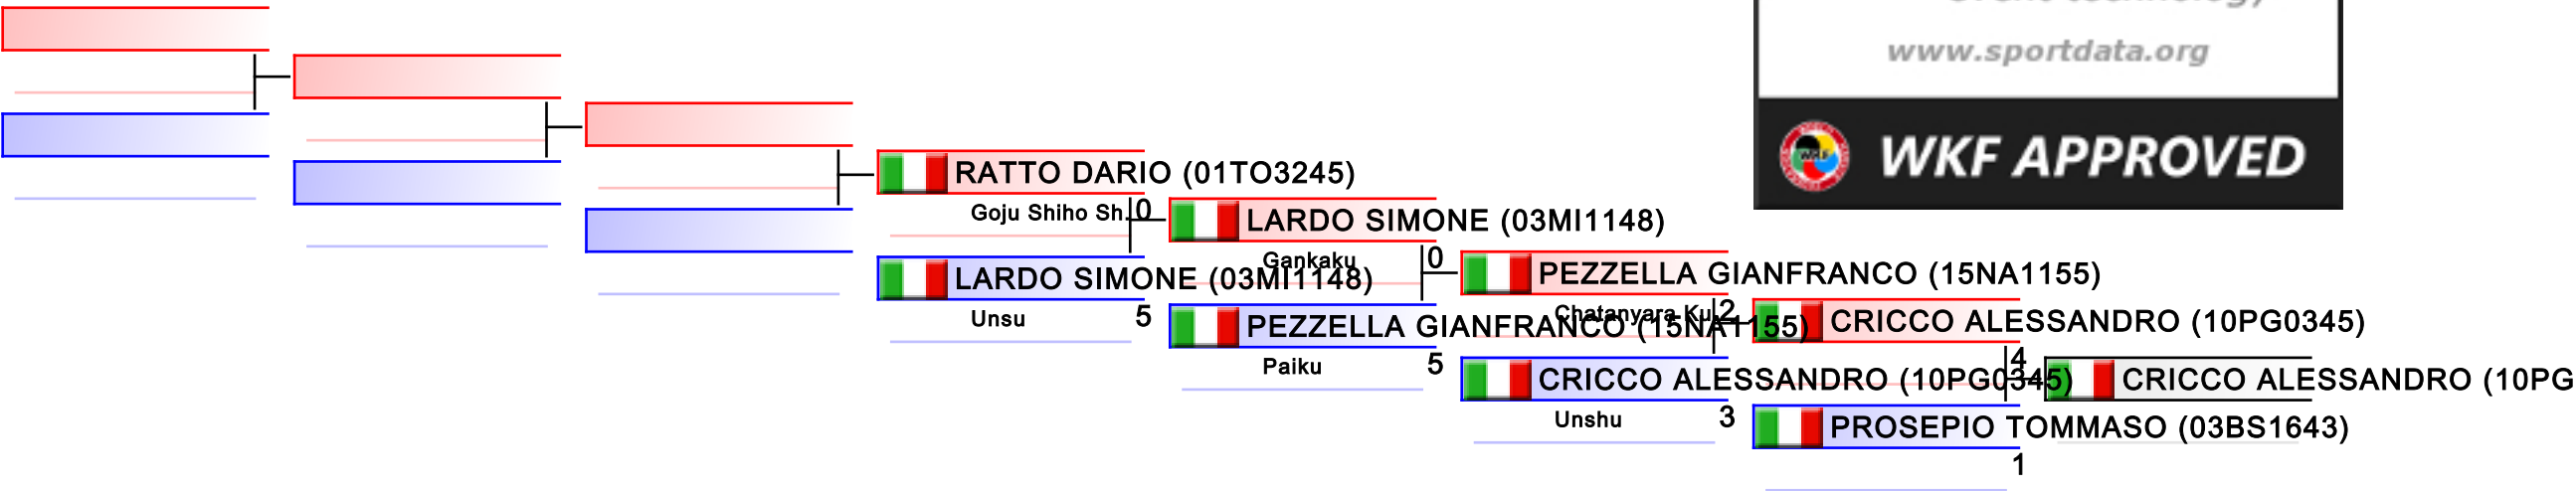 www.sportdata.org
WKF APPROVED
RATTO DARIO (01TO3245)
Goju Shiho Sh. 0
LARDO SIMONE (03MI1148)
Unsu 5
LARDO SIMONE (03MI1148)
Gankaku 0
PEZZELLA GIANFRANCO (15NA1155)
Paiku 5
PEZZELLA GIANFRANCO (15NA1155)
Chatanyara Ku 2
CRICCO ALESSANDRO (10PG0345)
Unshu 3
CRICCO ALESSANDRO (10PG0345)
4
PROSEPIO TOMMASO (03BS1643)
1
CRICCO ALESSANDRO (10PG